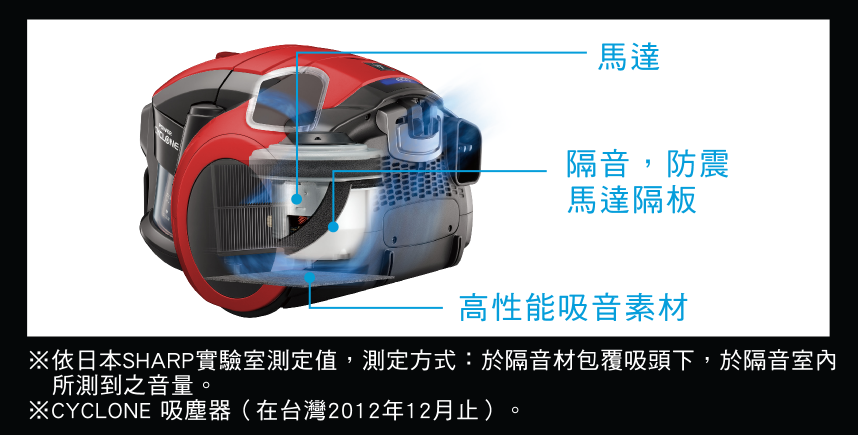 馬達
隔音，防震
馬達隔板
高性能吸音素材
POWER
CYCLONE
※依日本SHARP實驗室測定值，測定方式：於隔音材包覆吸頭下，於隔音室內
所測到之音量。
※CYCLONE 吸塵器（在台灣2012年12月止）。